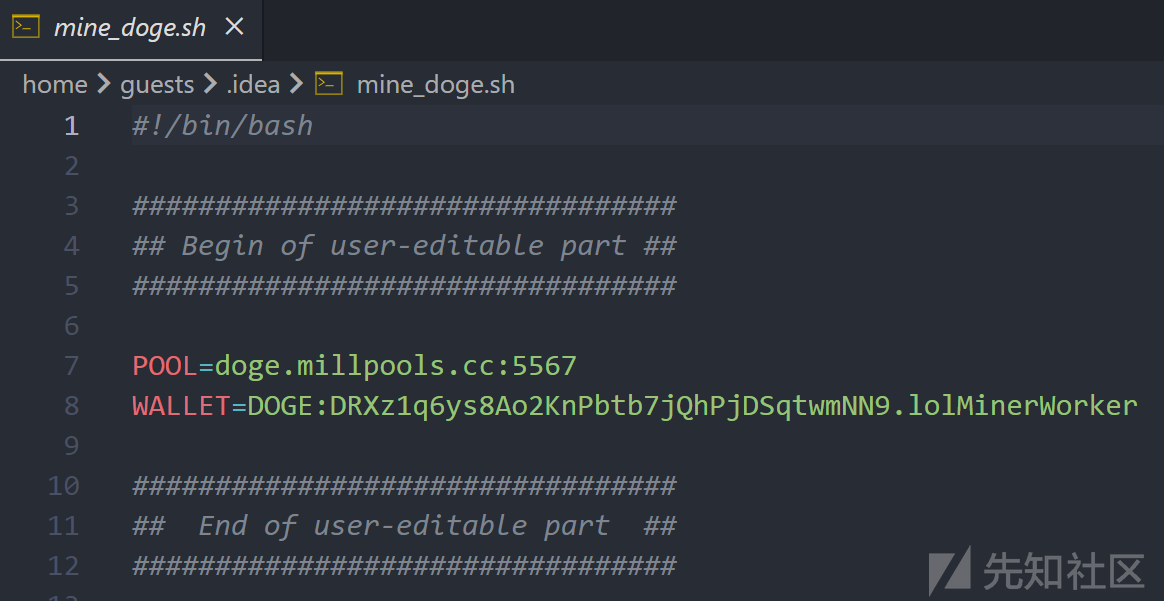 mine_doge.sh
home > guests > .idea > mine_doge.sh
1 #!/bin/bash
2
3 #################################
4 ## Begin of user-editable part ##
5 #################################
6
7 POOL=doge.millpools.cc:5567
8 WALLET=DOGE:DRXz1q6ys8Ao2KnPbtb7jQhPjDSqtwmNN9.lolMinerWorker
9
10 #################################
11 ##  End of user-editable part  ##
12 #################################
13
先知社区